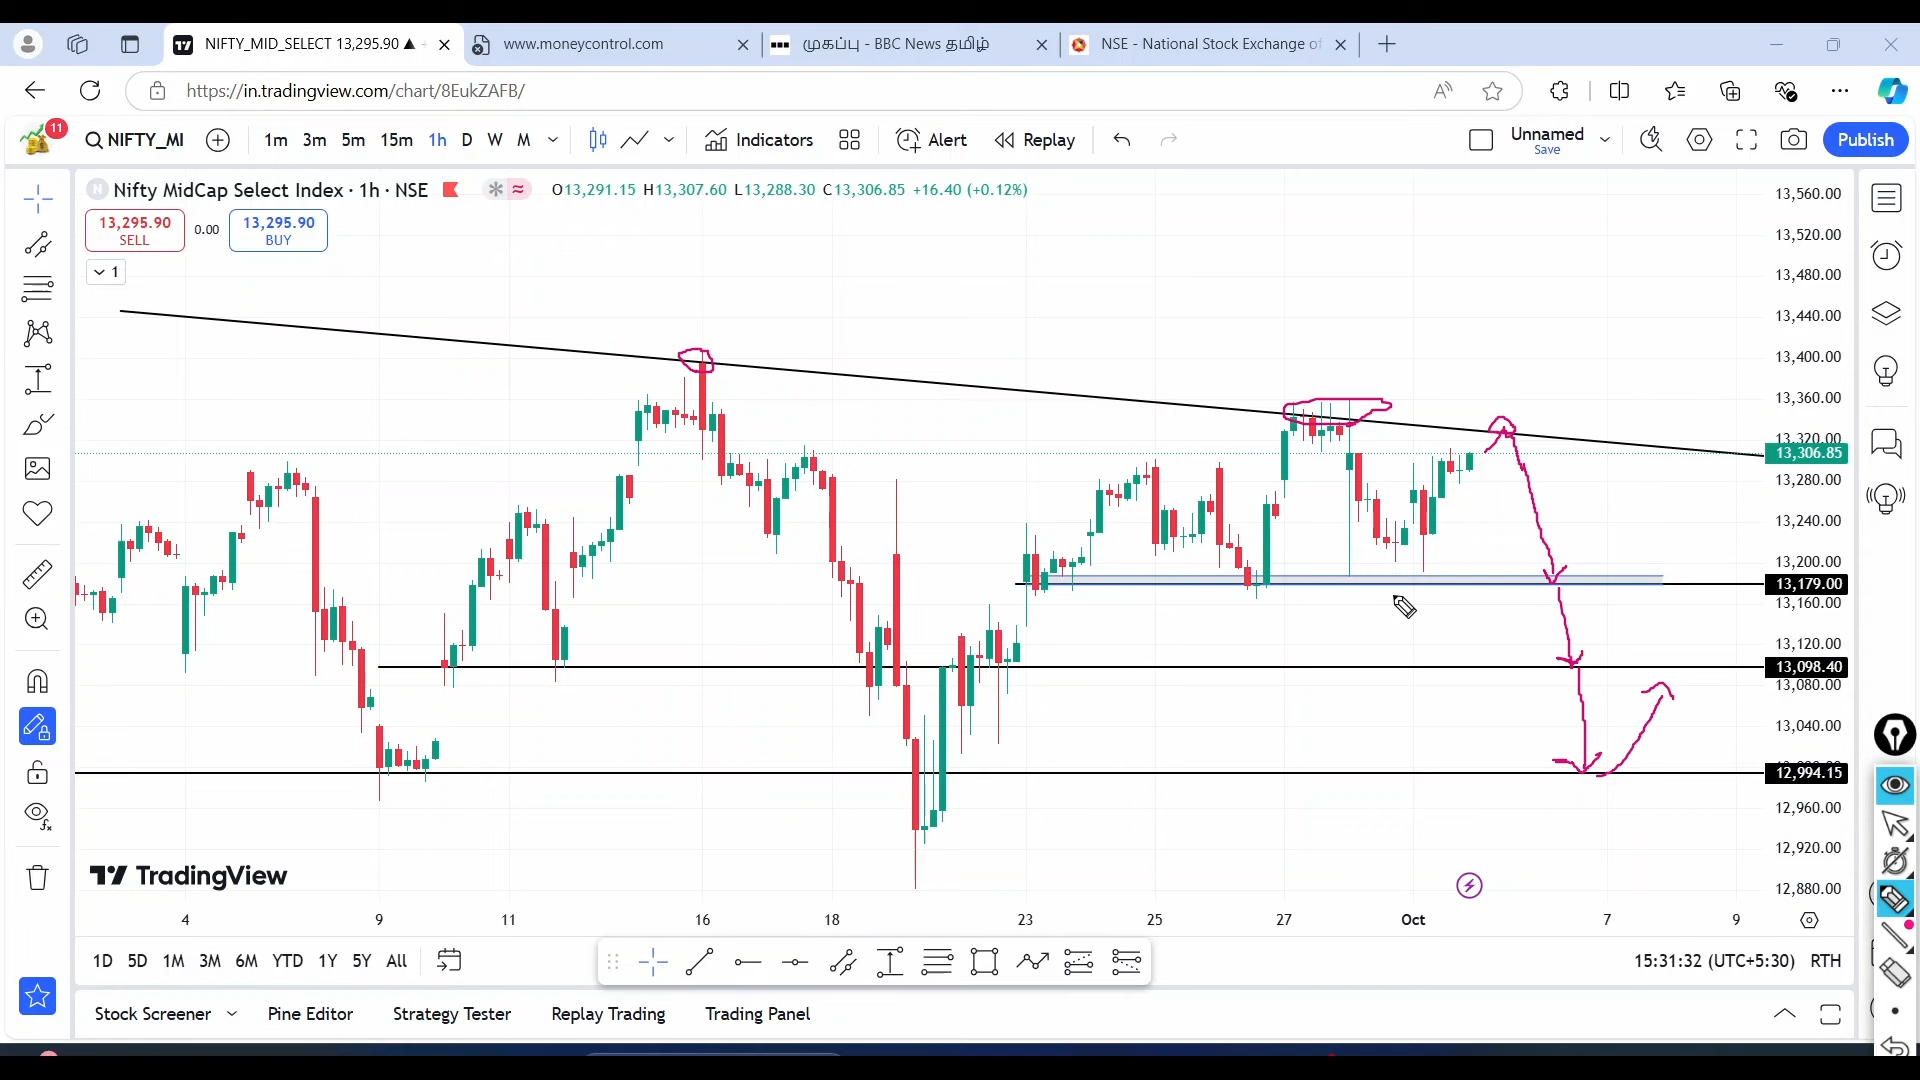 NIFTY_MID_SELECT 13,295.90 ▲
www.moneycontrol.com
முகப்பு - BBC News தமிழ்
NSE - National Stock Exchange of
https://in.tradingview.com/chart/8EukZAFB/
11
NIFTY_MI
1m 3m 5m 15m 1h D W M
Indicators
Alert
Replay
Unnamed
Save
Publish
Nifty MidCap Select Index · 1h · NSE
O13,291.15 H13,307.60 L13,288.30 C13,306.85 +16.40 (+0.12%)
13,295.90
SELL
0.00
13,295.90
BUY
1
13,560.00
13,520.00
13,480.00
13,440.00
13,400.00
13,360.00
13,320.00
13,306.85
13,280.00
13,240.00
13,200.00
13,179.00
13,160.00
13,120.00
13,098.40
13,080.00
13,040.00
12,994.15
12,960.00
12,920.00
12,880.00
TradingView
4 9 11 16 18 23 25 27 Oct 7 9
1D 5D 1M 3M 6M YTD 1Y 5Y All
15:31:32 (UTC+5:30) RTH
Stock Screener
Pine Editor
Strategy Tester
Replay Trading
Trading Panel